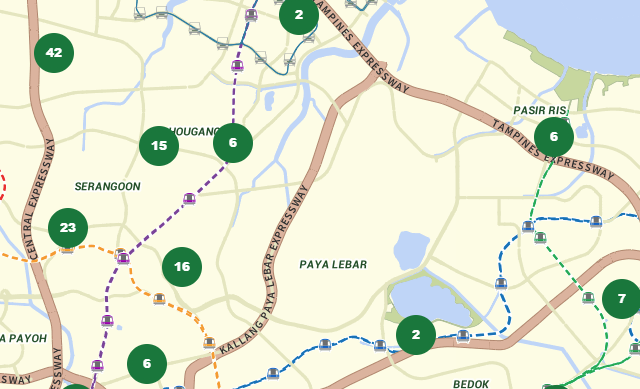 2
TAMPINES EXPRESSWAY
42
PASIR RIS
HOUGANG
15
6
6
TAMPINES EXPRESSWAY
CENTRAL EXPRESSWAY
SERANGOON
23
16
PAYA LEBAR
KALLANG PAYA LEBAR EXPRESSWAY
7
A PAYOH
2
6
SSWAY
BEDOK